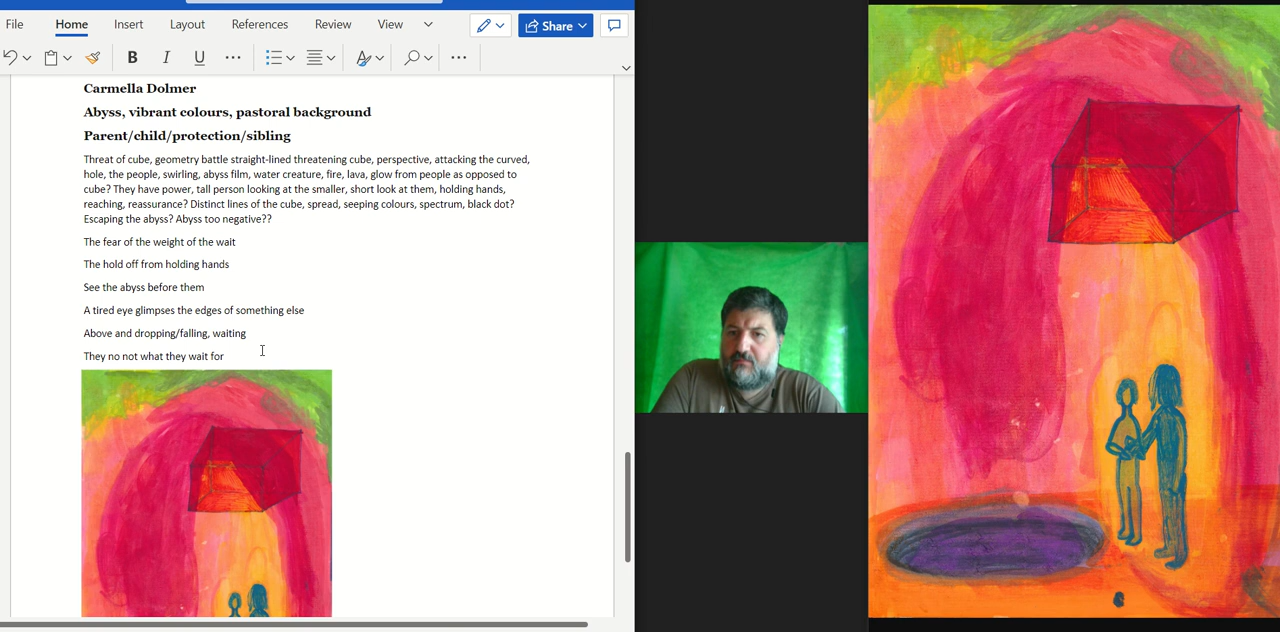 File Home Insert Layout References Review View Share
B I U
Carmella Dolmer
Abyss, vibrant colours, pastoral background
Parent/child/protection/sibling
Threat of cube, geometry battle straight-lined threatening cube, perspective, attacking the curved,
hole, the people, swirling, abyss film, water creature, fire, lava, glow from people as opposed to
cube? They have power, tall person looking at the smaller, short look at them, holding hands,
reaching, reassurance? Distinct lines of the cube, spread, seeping colours, spectrum, black dot?
Escaping the abyss? Abyss too negative??
The fear of the weight of the wait
The hold off from holding hands
See the abyss before them
A tired eye glimpses the edges of something else
Above and dropping/falling, waiting
They no not what they wait for